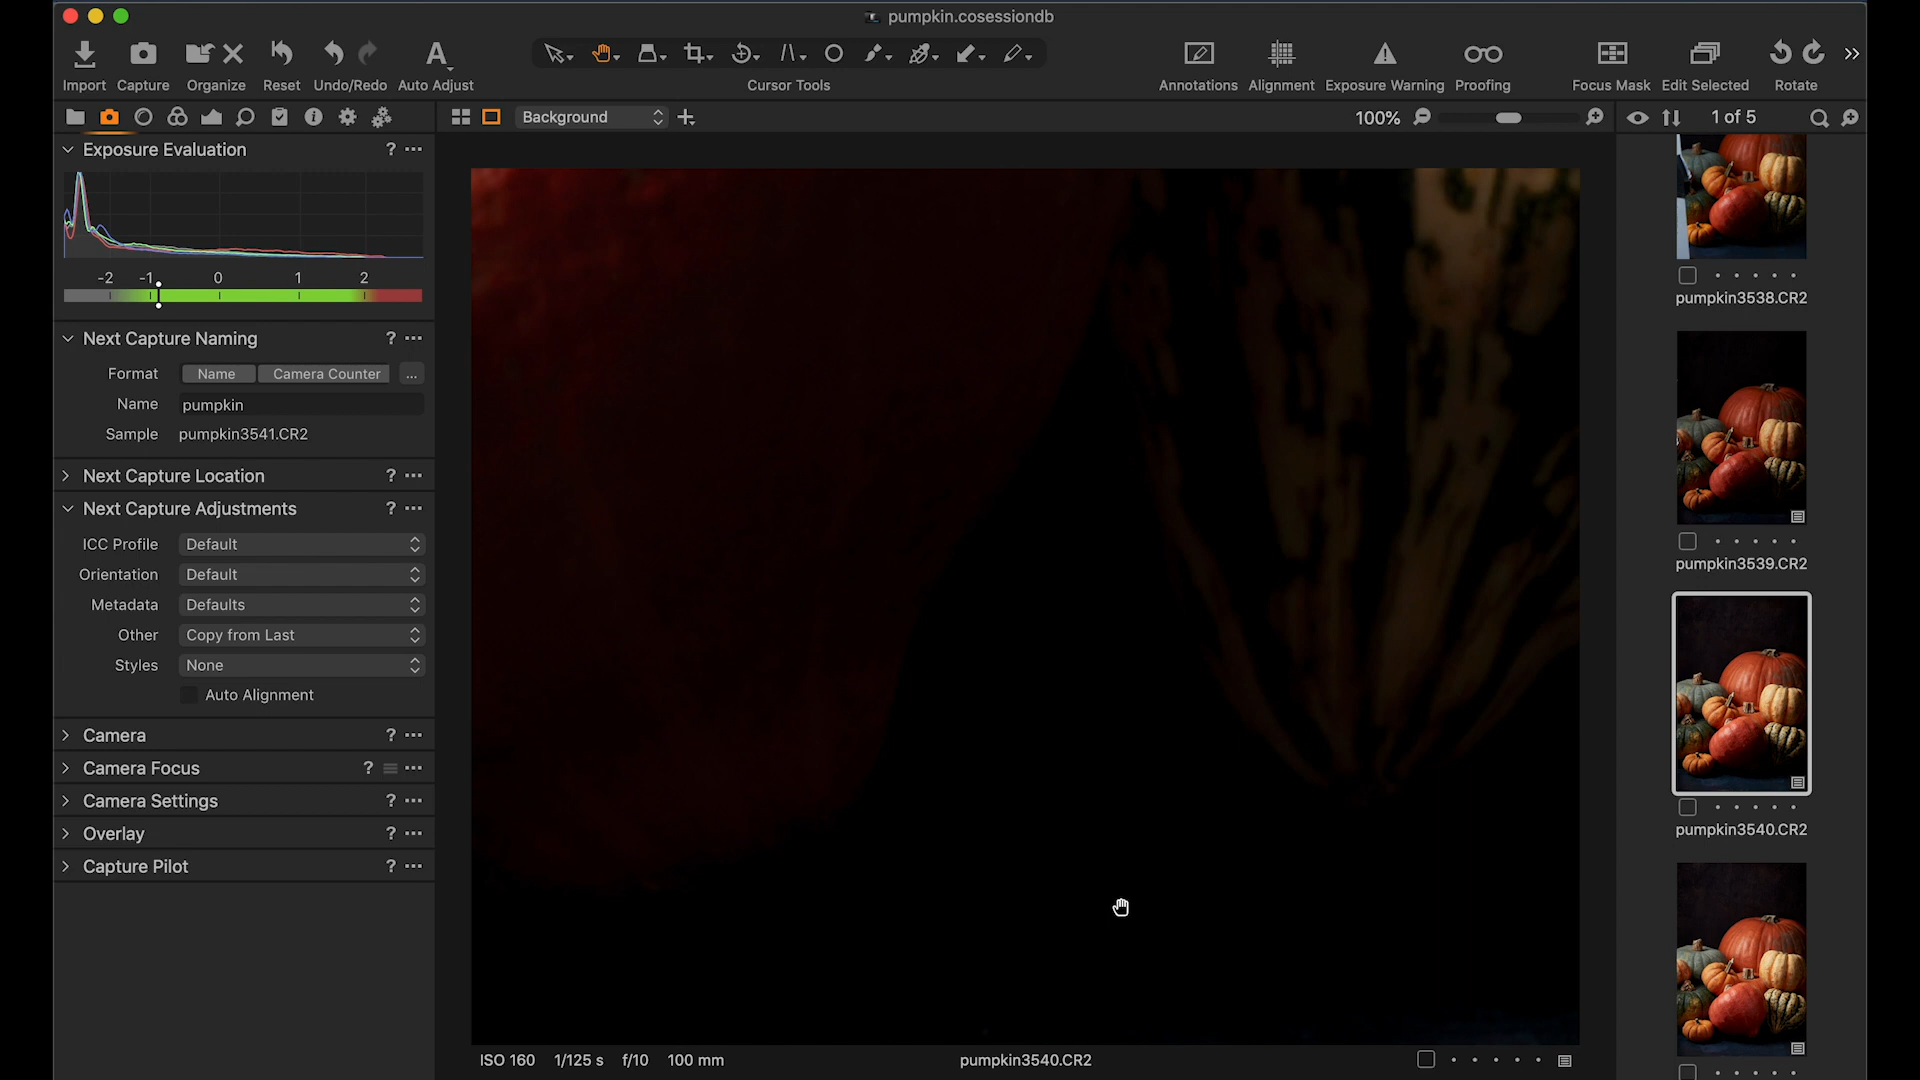 pumpkin.cosessiondb
Import Capture Organize Reset Undo/Redo Auto Adjust Cursor Tools Annotations Alignment Exposure Warning Proofing Focus Mask Edit Selected Rotate
Background 100% 1 of 5
Exposure Evaluation ?
-2 -1 0 1 2
Next Capture Naming ?
Format Name Camera Counter ...
Name pumpkin
Sample pumpkin3541.CR2
Next Capture Location ?
Next Capture Adjustments ?
ICC Profile Default
Orientation Default
Metadata Defaults
Other Copy from Last
Styles None
Auto Alignment
Camera ?
Camera Focus ?
Camera Settings ?
Overlay ?
Capture Pilot ?
ISO 160 1/125 s f/10 100 mm pumpkin3540.CR2
pumpkin3538.CR2
pumpkin3539.CR2
pumpkin3540.CR2